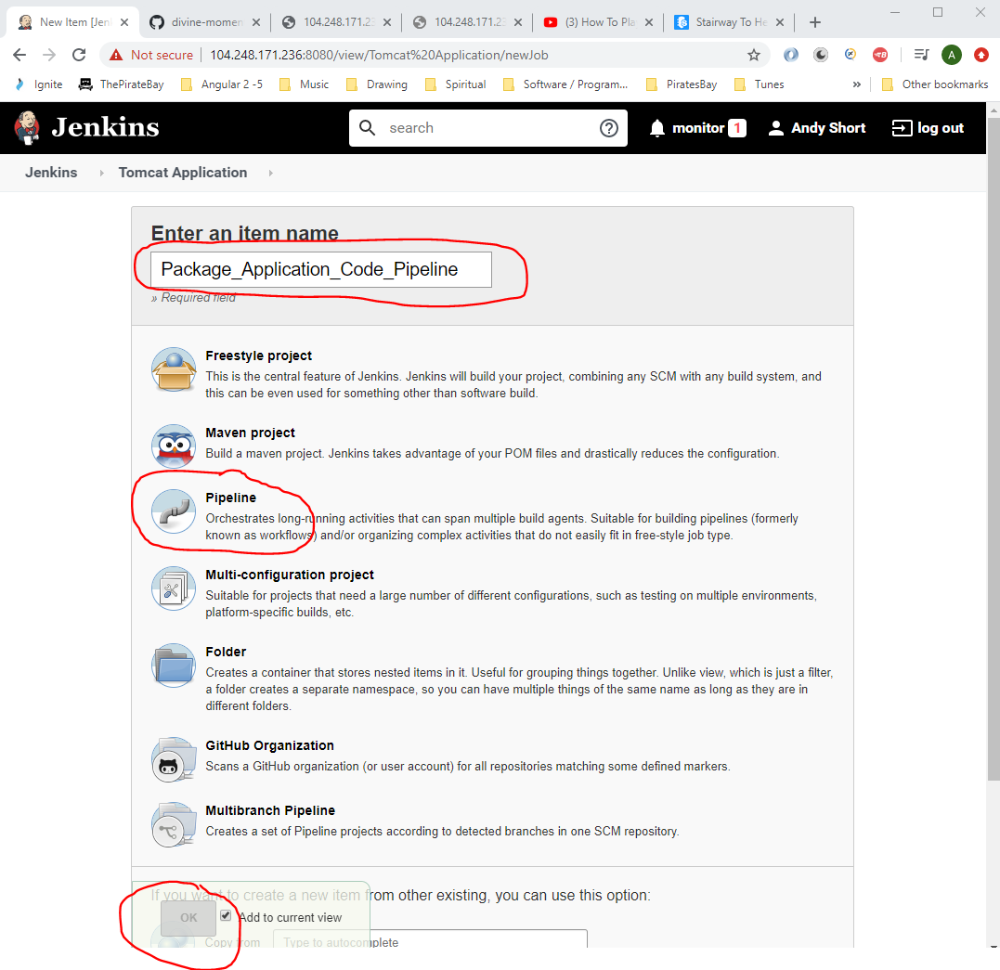 New Item [Jen
divine-momen
104.248.171.23
104.248.171.23
(3) How To Pla
Stairway To He
Not secure
104.248.171.236:8080/view/Tomcat%20Application/newJob
A
Ignite
ThePirateBay
Angular 2 -5
Music
Drawing
Spiritual
Software / Program...
PiratesBay
Tunes
»
Other bookmarks
Jenkins
search
monitor 1
Andy Short
log out
Jenkins
Tomcat Application
Enter an item name
Package_Application_Code_Pipeline
» Required field
Freestyle project
This is the central feature of Jenkins. Jenkins will build your project, combining any SCM with any build system, and
this can be even used for something other than software build.
Maven project
Build a maven project. Jenkins takes advantage of your POM files and drastically reduces the configuration.
Pipeline
Orchestrates long-running activities that can span multiple build agents. Suitable for building pipelines (formerly
known as workflows) and/or organizing complex activities that do not easily fit in free-style job type.
Multi-configuration project
Suitable for projects that need a large number of different configurations, such as testing on multiple environments,
platform-specific builds, etc.
Folder
Creates a container that stores nested items in it. Useful for grouping things together. Unlike view, which is just a filter,
a folder creates a separate namespace, so you can have multiple things of the same name as long as they are in
different folders.
GitHub Organization
Scans a GitHub organization (or user account) for all repositories matching some defined markers.
Multibranch Pipeline
Creates a set of Pipeline projects according to detected branches in one SCM repository.
If you want to create a new item from other existing, you can use this option:
OK
Add to current view
Copy from
Type to autocomplete